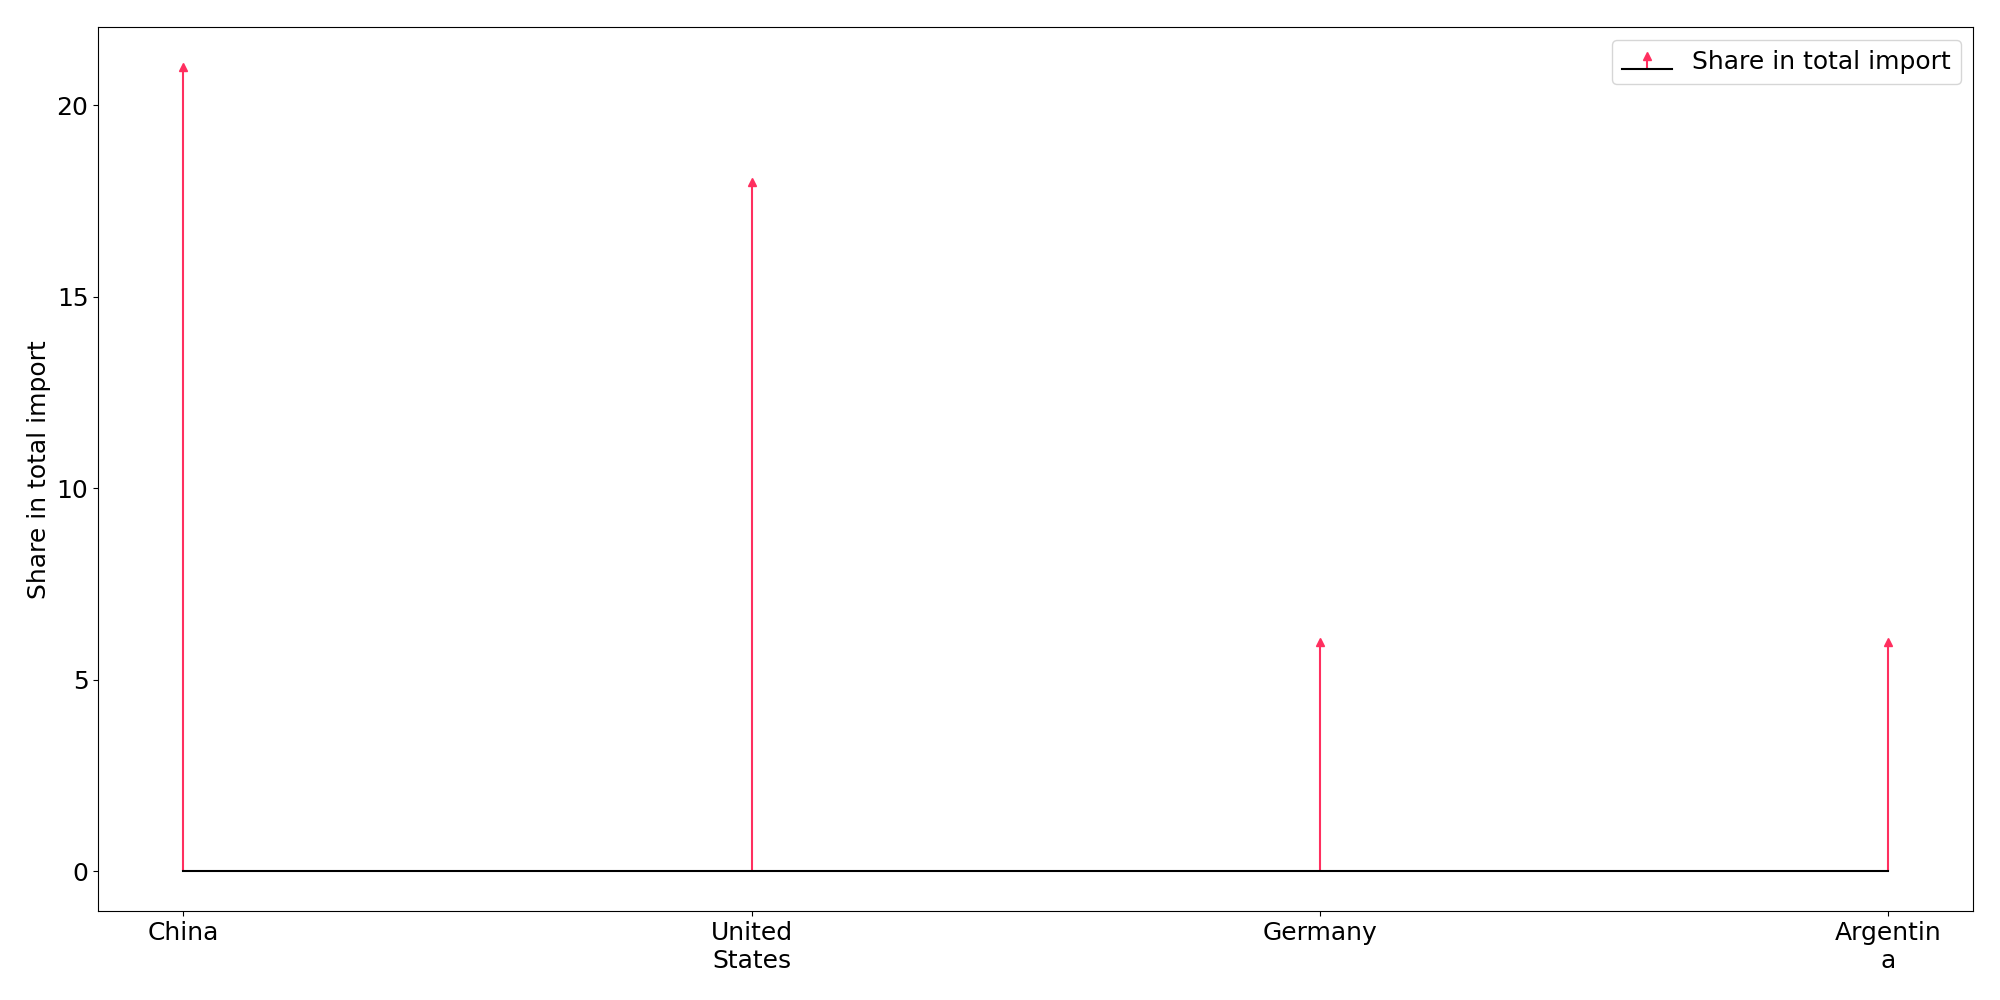 Share in total import
20
15
10
5
0
Share in total import
China
United
States
Germany
Argentin
a